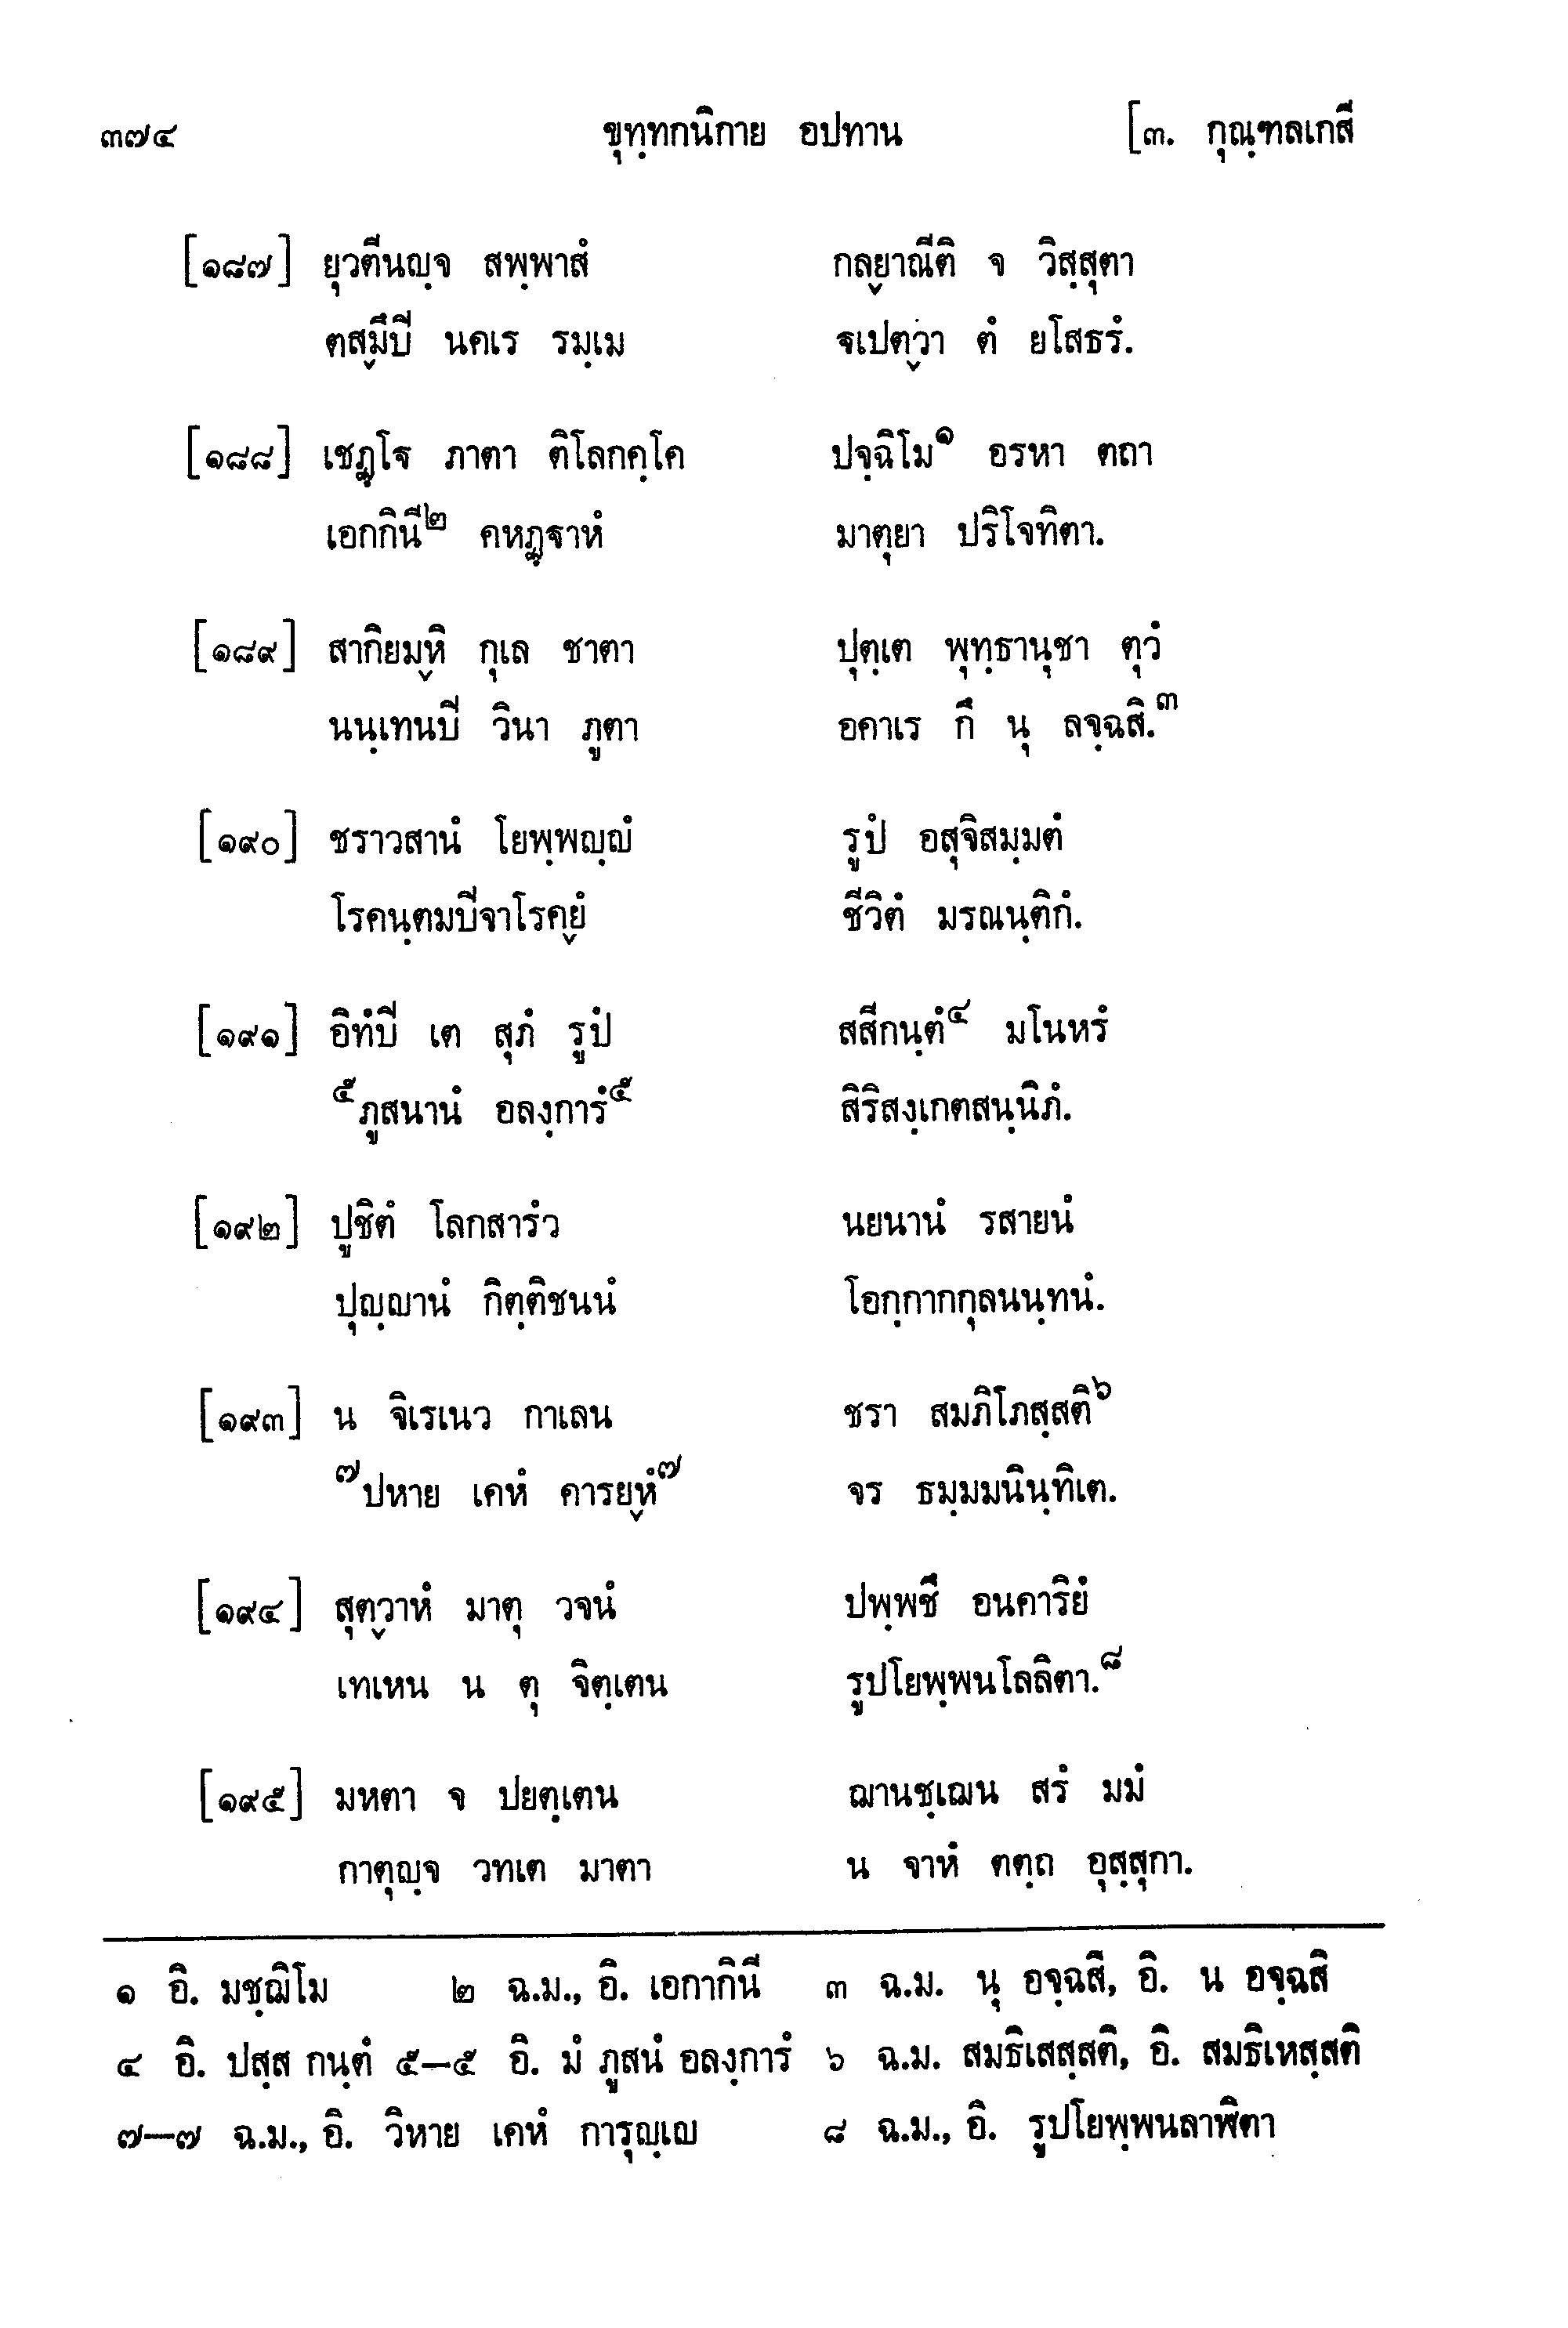 ๓๗๔ ขุทฺทกนิกาย อปทาน [๓. กุณฺฑลเกสี
[๑๘๗] ยุวตีนญฺจ สพฺพาสํ กลฺยาณีติ จ วิสฺสุตา
ตสฺมึปี นคเร รมฺเม ฐเปตฺวา ตํ ยโสธรํ.
[๑๘๘] เชฏฺโฐ ภาตา ติโลกคฺโค ปจฺฉิโม๑ อรหา ตถา
เอกกินี๒ คหฏฺฐาหํ มาตุยา ปริโจทิตา.
[๑๘๙] สากิยมฺหิ กุเล ชาตา ปุตฺเต พุทฺธานุชา ตุวํ
นนฺเทนปี วินา ภูตา อคาเร กึ นุ ลจฺฉสิ.๓
[๑๙๐] ชราวสานํ โยพฺพญฺญํ รูปํ อสุจิสมฺมตํ
โรคนฺตมปีจาโรคฺยํ ชีวิตํ มรณนฺติกํ.
[๑๙๑] อิทํปี เต สุภํ รูปํ สสีกนฺตํ๔ มโนหรํ
๕ภูสนานํ อลงฺการํ๕ สิริสงฺเกตสนฺนิภํ.
[๑๙๒] ปูชิตํ โลกสารํว นยนานํ รสายนํ
ปุญฺญานํ กิตฺติชนนํ โอกฺกากกุลนนฺทนํ.
[๑๙๓] น จิเรเนว กาเลน ชรา สมภิโภสฺสติ๖
๗ปหาย เคหํ คารยฺหํ๗ จร ธมฺมมนินฺทิเต.
[๑๙๔] สุตฺวาหํ มาตุ วจนํ ปพฺพชึ อนคาริยํ
เทเหน น ตุ จิตฺเตน รูปโยพฺพนโลลิตา.๘
[๑๙๕] มหตา จ ปยตฺเตน ฌานชฺเฌน สรํ มมํ
กาตุญฺจ วทเต มาตา น จาหํ ตตฺถ อุสฺสุกา.
๑ อิ. มชฺฌิโม ๒ ฉ.ม., อิ. เอกากินี ๓ ฉ.ม. นุ อจฺฉสี, อิ. น อจฺฉสิ
๔ อิ. ปสฺส กนฺตํ ๕—๕ อิ. มํ ภูสนํ อลงฺการํ ๖ ฉ.ม. สมธิเสสฺสติ, อิ. สมธิเหสฺสติ
๗—๗ ฉ.ม., อิ. วิหาย เคหํ การุญฺเญ ๘ ฉ.ม., อิ. รูปโยพฺพนลาฬิตา